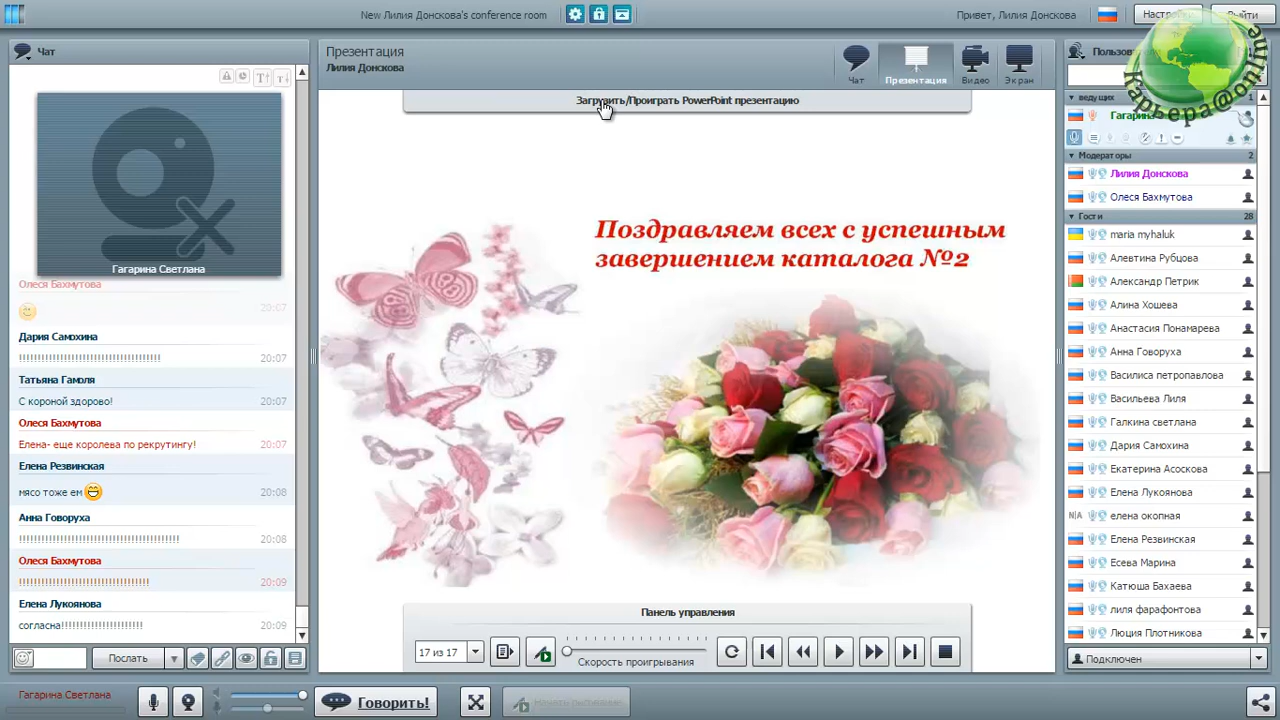 New Лилия Донскова's conference room
Привет, Лилия Донскова
Настройки
Выйти
Карьера@online
Чат
Гагарина Светлана
Олеся Бахмутова
20:07
Дария Самохина
!!!!!!!!!!!!!!!!!!!!!!!!!!!!!!!!!!!!!! 20:07
Татьяна Гамоля
С короной здорово! 20:07
Олеся Бахмутова
Елена- еще королева по рекрутингу! 20:07
Елена Резвинская
мясо тоже ем 20:08
Анна Говоруха
!!!!!!!!!!!!!!!!!!!!!!!!!!!!!!!!!!!!!!!!!!! 20:08
Олеся Бахмутова
!!!!!!!!!!!!!!!!!!!!!!!!!!!!!!!!!!! 20:09
Елена Лукоянова
согласна!!!!!!!!!!!!!!!!!!!!!! 20:09
Послать
Презентация
Лилия Донскова
Чат
Презентация
Видео
Экран
Загрузить/Проиграть PowerPoint презентацию
Поздравляем всех с успешным
завершением каталога №2
Панель управления
17 из 17
Скорость проигрывания
ведущих 1
Модераторы 2
Лилия Донскова
Олеся Бахмутова
Гости 28
maria myhaluk
Алевтина Рубцова
Александр Петрик
Алина Хошева
Анастасия Понамарева
Анна Говоруха
Василиса петропавлова
Васильева Лиля
Галкина светлана
Дария Самохина
Екатерина Асоскова
Елена Лукоянова
N|A елена окопная
Елена Резвинская
Есева Марина
Катюша Бахаева
лиля фарафонтова
Люция Плотникова
Подключен
Гагарина Светлана
Говорить!